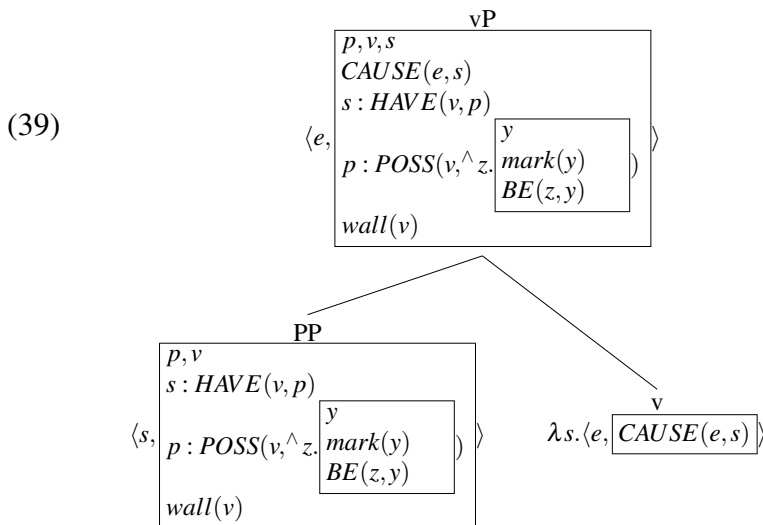 vP
p, v, s
CAUSE(e, s)
(39)
s : HAVE(v, p)
⟨e, p : POSS(v,^ z. y mark(y) BE(z, y) ) ⟩
wall(v)
PP
p, v
s : HAVE(v, p)
v
⟨s, p : POSS(v,^ z. y mark(y) BE(z, y) ) ⟩
λs.⟨e, CAUSE(e, s) ⟩
wall(v)